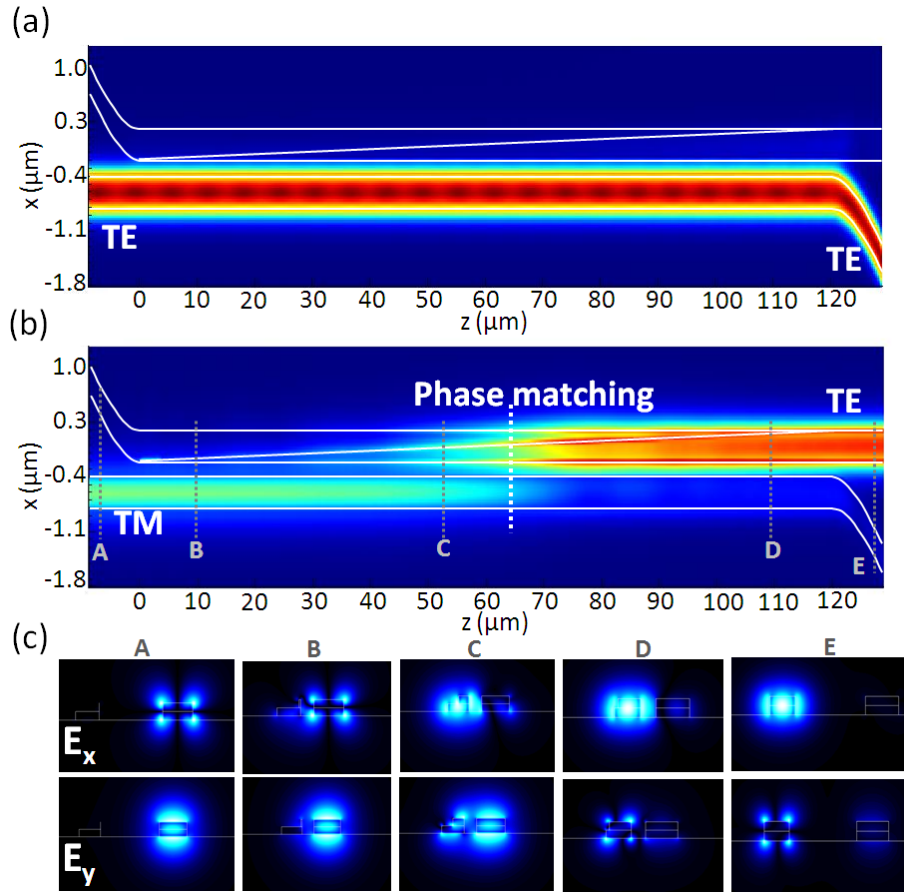 (a)
1.0
0.3
-0.4
-1.1
-1.8
x (μm)
TE
TE
0 10 20 30 40 50 60 70 80 90 100 110 120
z (μm)
(b)
1.0
0.3
-0.4
-1.1
-1.8
x (μm)
Phase matching
TE
TM
A B C D E
0 10 20 30 40 50 60 70 80 90 100 110 120
z (μm)
(c)
A B C D E
Ex
Ey